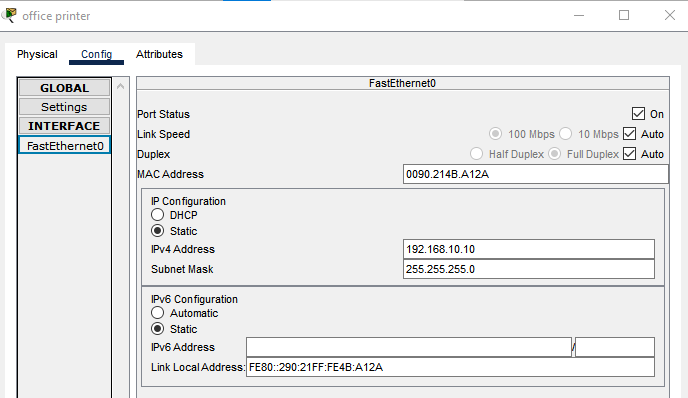 office printer
Physical Config Attributes
GLOBAL
Settings
INTERFACE
FastEthernet0
FastEthernet0
Port Status On
Link Speed 100 Mbps 10 Mbps Auto
Duplex Half Duplex Full Duplex Auto
MAC Address 0090.214B.A12A
IP Configuration
DHCP
Static
IPv4 Address 192.168.10.10
Subnet Mask 255.255.255.0
IPv6 Configuration
Automatic
Static
IPv6 Address /
Link Local Address: FE80::290:21FF:FE4B:A12A